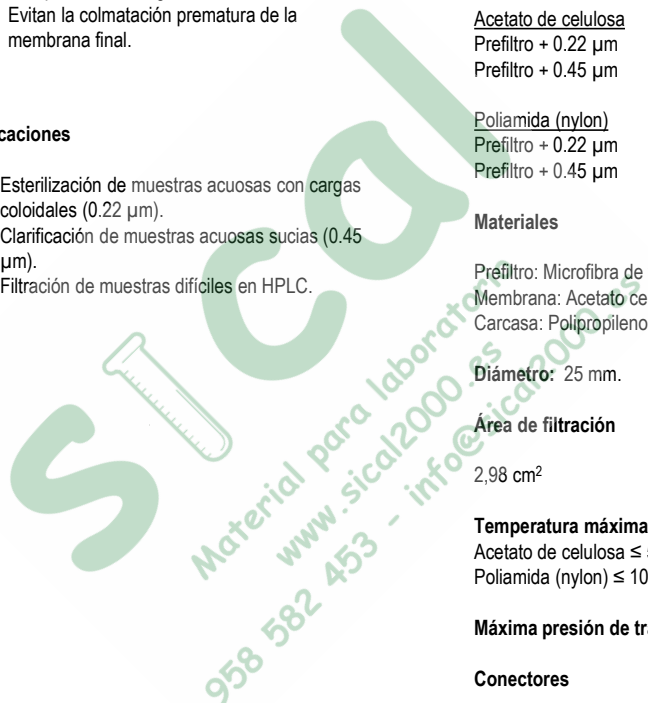 Evitan la colmatación prematura de la
membrana final.
caciones
Esterilización de muestras acuosas con cargas
coloidales (0.22 µm).
Clarificación de muestras acuosas sucias (0.45
µm).
Filtración de muestras difíciles en HPLC.
Acetato de celulosa
Prefiltro + 0.22 µm
Prefiltro + 0.45 µm
Poliamida (nylon)
Prefiltro + 0.22 µm
Prefiltro + 0.45 µm
Materiales
Prefiltro: Microfibra de
Membrana: Acetato ce
Carcasa: Polipropileno
Diámetro: 25 mm.
Área de filtración
2,98 cm²
Temperatura máxima
Acetato de celulosa ≤
Poliamida (nylon) ≤ 10
Máxima presión de tra
Conectores
sical
Material para laboratorio
www.sical2000.es
958 582 453 - info@sical2000.es